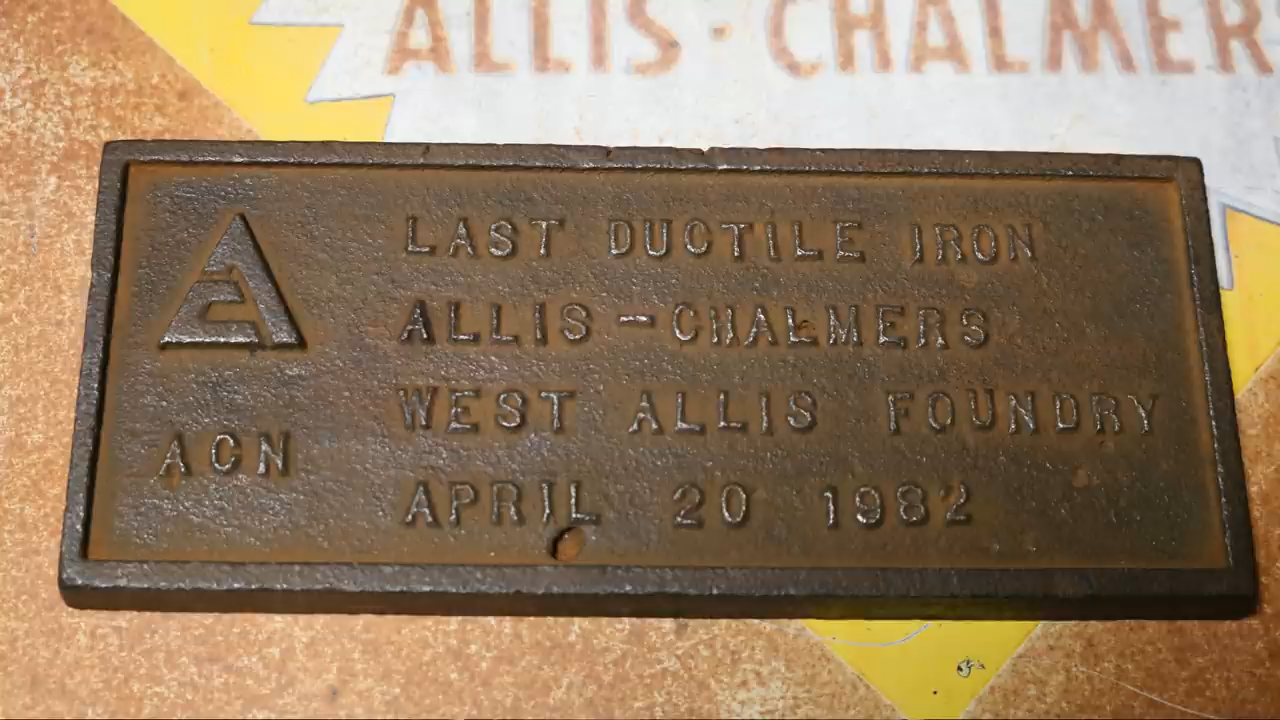 ALLIS-CHALMER
LAST DUCTILE IRON
ALLIS-CHALMERS
WEST ALLIS FOUNDRY
ACN
APRIL 20 1982